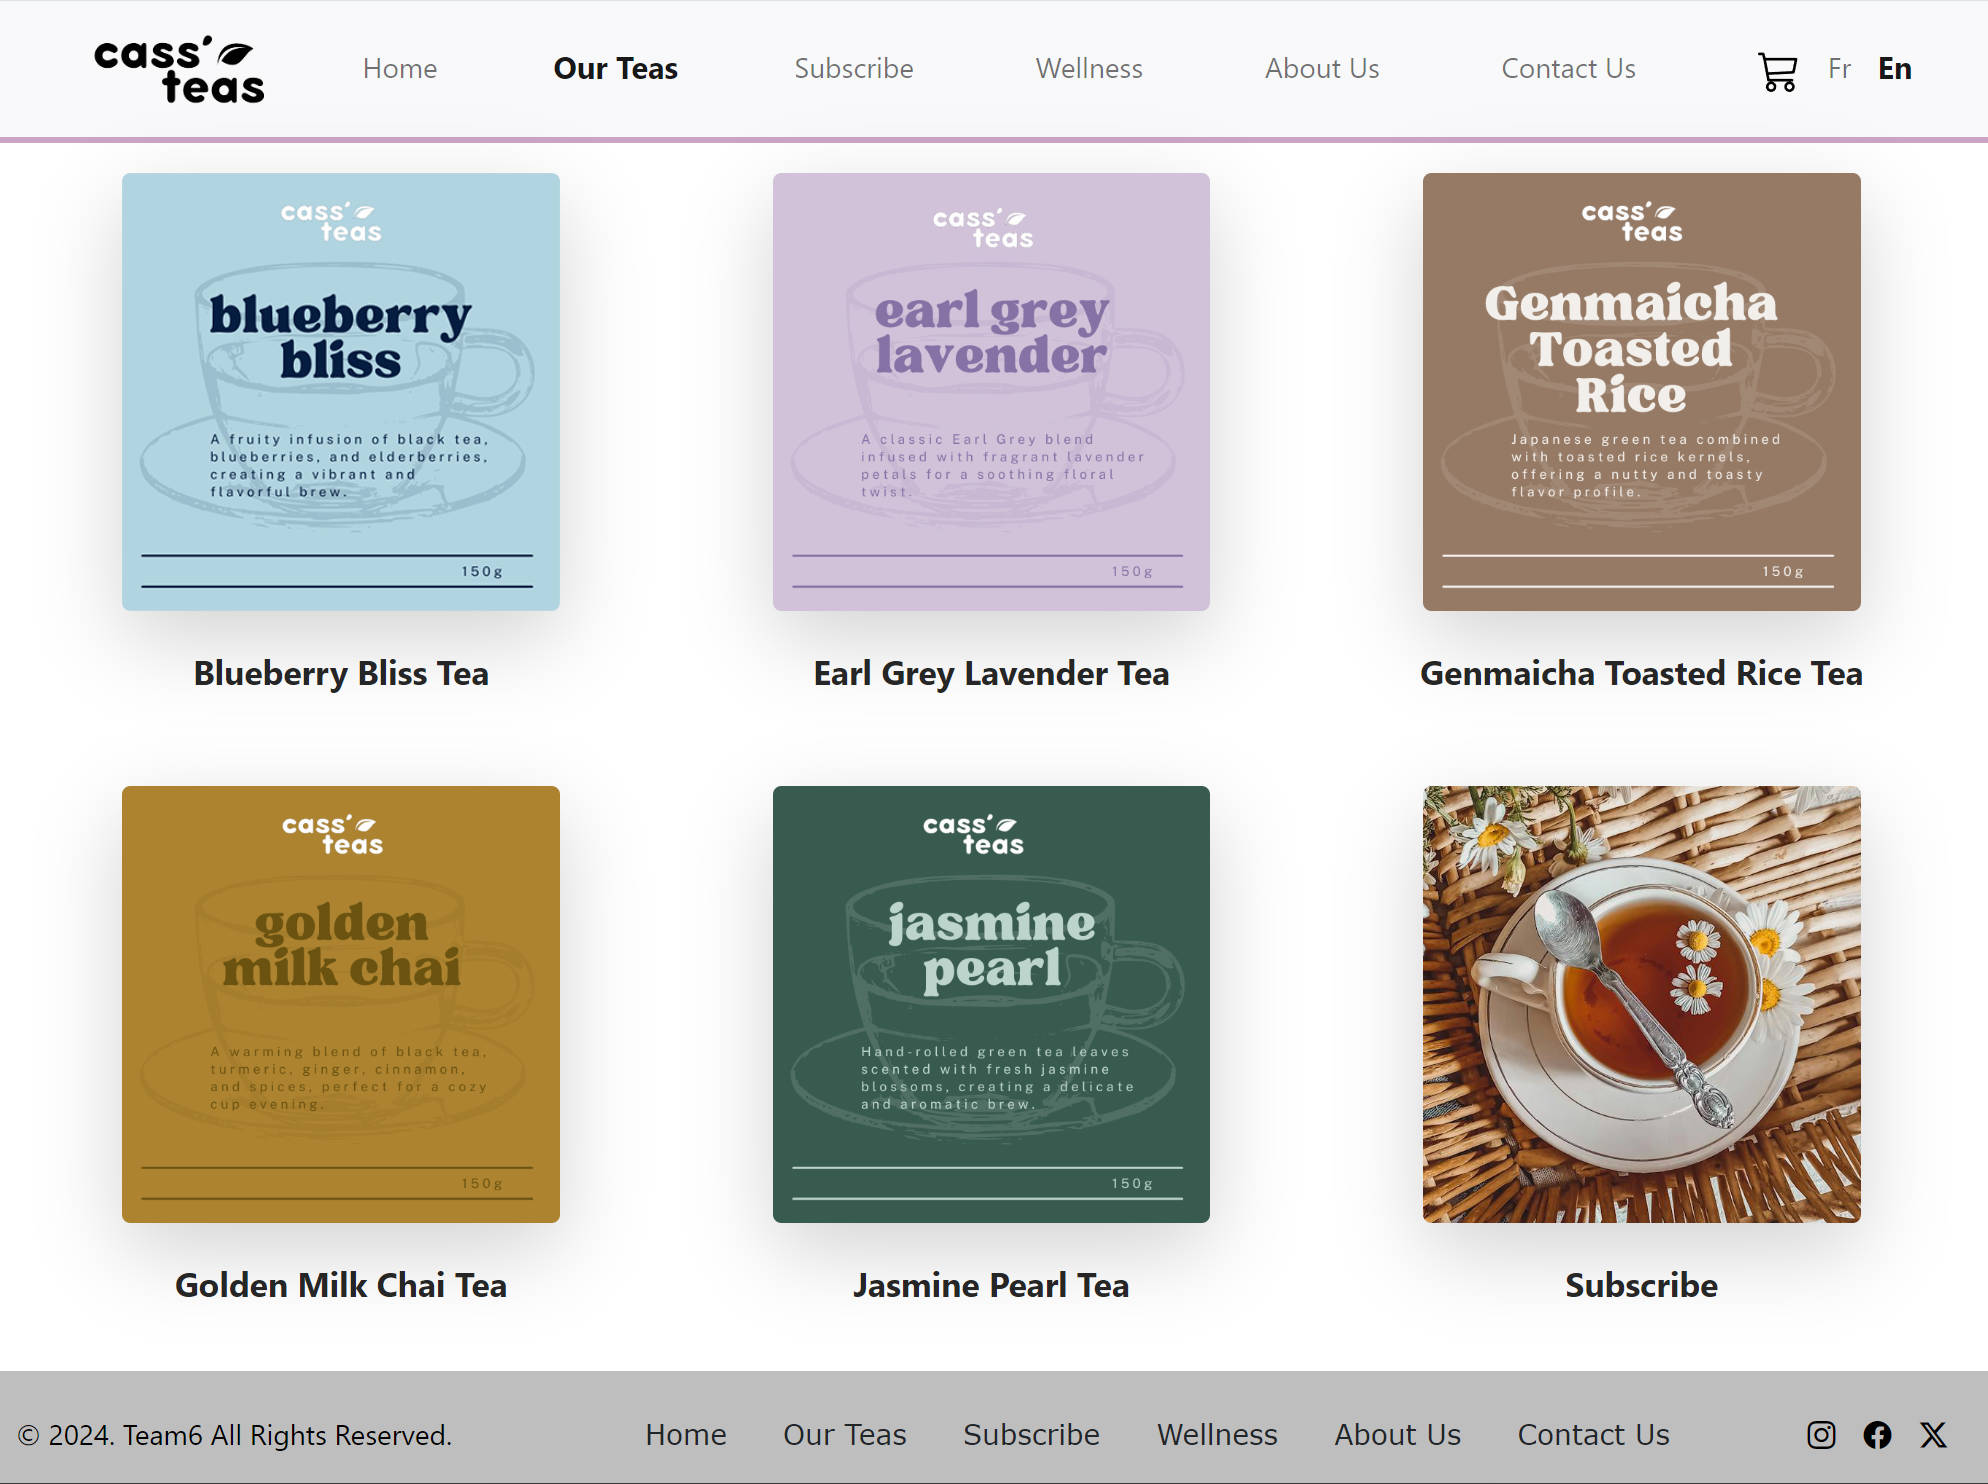 cass'
teas
Home
Our Teas
Subscribe
Wellness
About Us
Contact Us
Fr
En
cass'
teas
blueberry
bliss
A fruity infusion of black tea,
blueberries, and elderberries,
creating a vibrant and
flavorful brew.
150g
Blueberry Bliss Tea
cass'
teas
earl grey
lavender
A classic Earl Grey blend
infused with fragrant lavender
petals for a soothing floral
twist.
150g
Earl Grey Lavender Tea
cass'
teas
Genmaicha
Toasted
Rice
Japanese green tea combined
with toasted rice kernels,
offering a nutty and toasty
flavor profile.
150g
Genmaicha Toasted Rice Tea
cass'
teas
golden
milk chai
A warming blend of black tea,
turmeric, ginger, cinnamon,
and spices, perfect for a cozy
cup evening.
150g
Golden Milk Chai Tea
cass'
teas
jasmine
pearl
Hand-rolled green tea leaves
scented with fresh jasmine
blossoms, creating a delicate
and aromatic brew.
150g
Jasmine Pearl Tea
Subscribe
© 2024. Team6 All Rights Reserved.
Home
Our Teas
Subscribe
Wellness
About Us
Contact Us